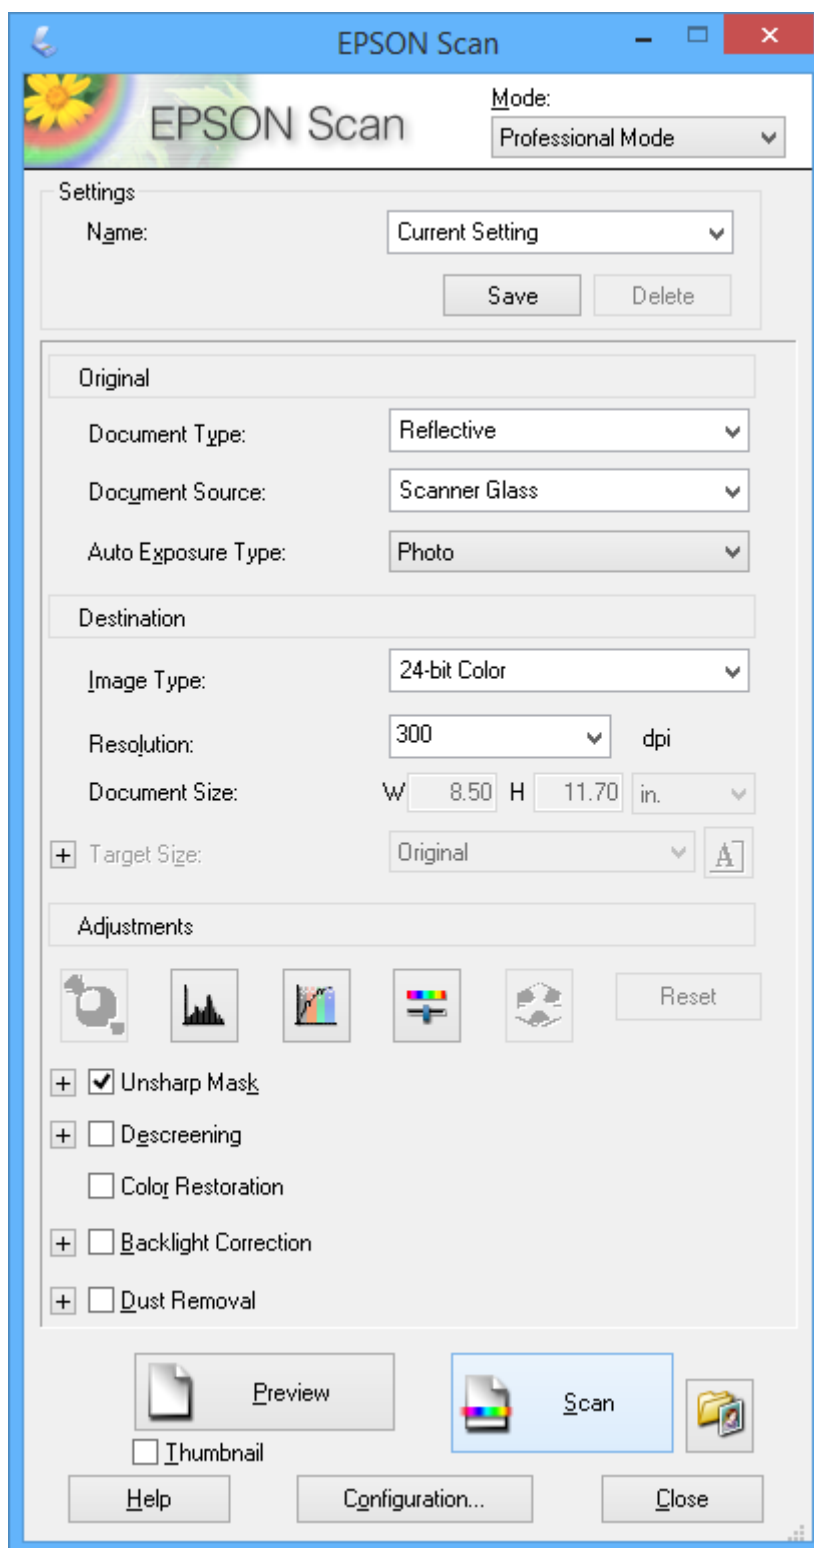 EPSON Scan
EPSON Scan
Mode:
Professional Mode
Settings
Name: Current Setting
Save Delete
Original
Document Type: Reflective
Document Source: Scanner Glass
Auto Exposure Type: Photo
Destination
Image Type: 24-bit Color
Resolution: 300 dpi
Document Size: W 8.50 H 11.70 in.
Target Size: Original A
Adjustments
Reset
Unsharp Mask
Descreening
Color Restoration
Backlight Correction
Dust Removal
Preview Scan
Thumbnail
Help Configuration... Close